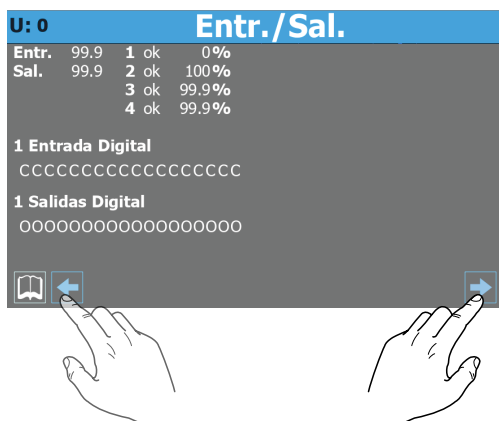 U: 0 Entr./Sal.
Entr. 99.9 1 ok 0%
Sal. 99.9 2 ok 100%
3 ok 99.9%
4 ok 99.9%
1 Entrada Digital
CCCCCCCCCCCCCCCCCC
1 Salidas Digital
OOOOOOOOOOOOOOOO